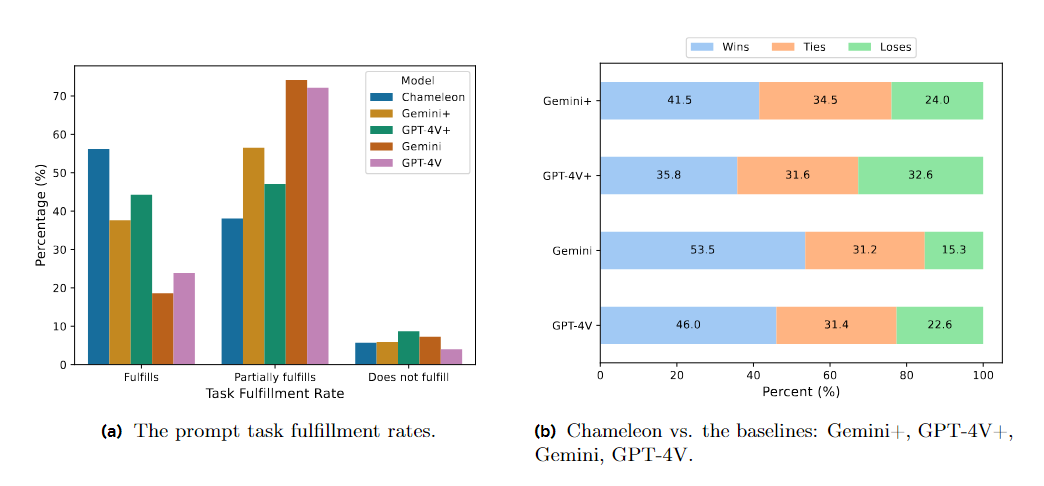 Percentage (%)
70
60
50
40
30
20
10
0
Model
Chameleon
Gemini+
GPT-4V+
Gemini
GPT-4V
Fulfills Partially fulfills Does not fulfill
Task Fulfillment Rate
(a) The prompt task fulfillment rates.
Wins Ties Loses
Gemini+ 41.5 34.5 24.0
GPT-4V+ 35.8 31.6 32.6
Gemini 53.5 31.2 15.3
GPT-4V 46.0 31.4 22.6
0 20 40 60 80 100
Percent (%)
(b) Chameleon vs. the baselines: Gemini+, GPT-4V+,
Gemini, GPT-4V.